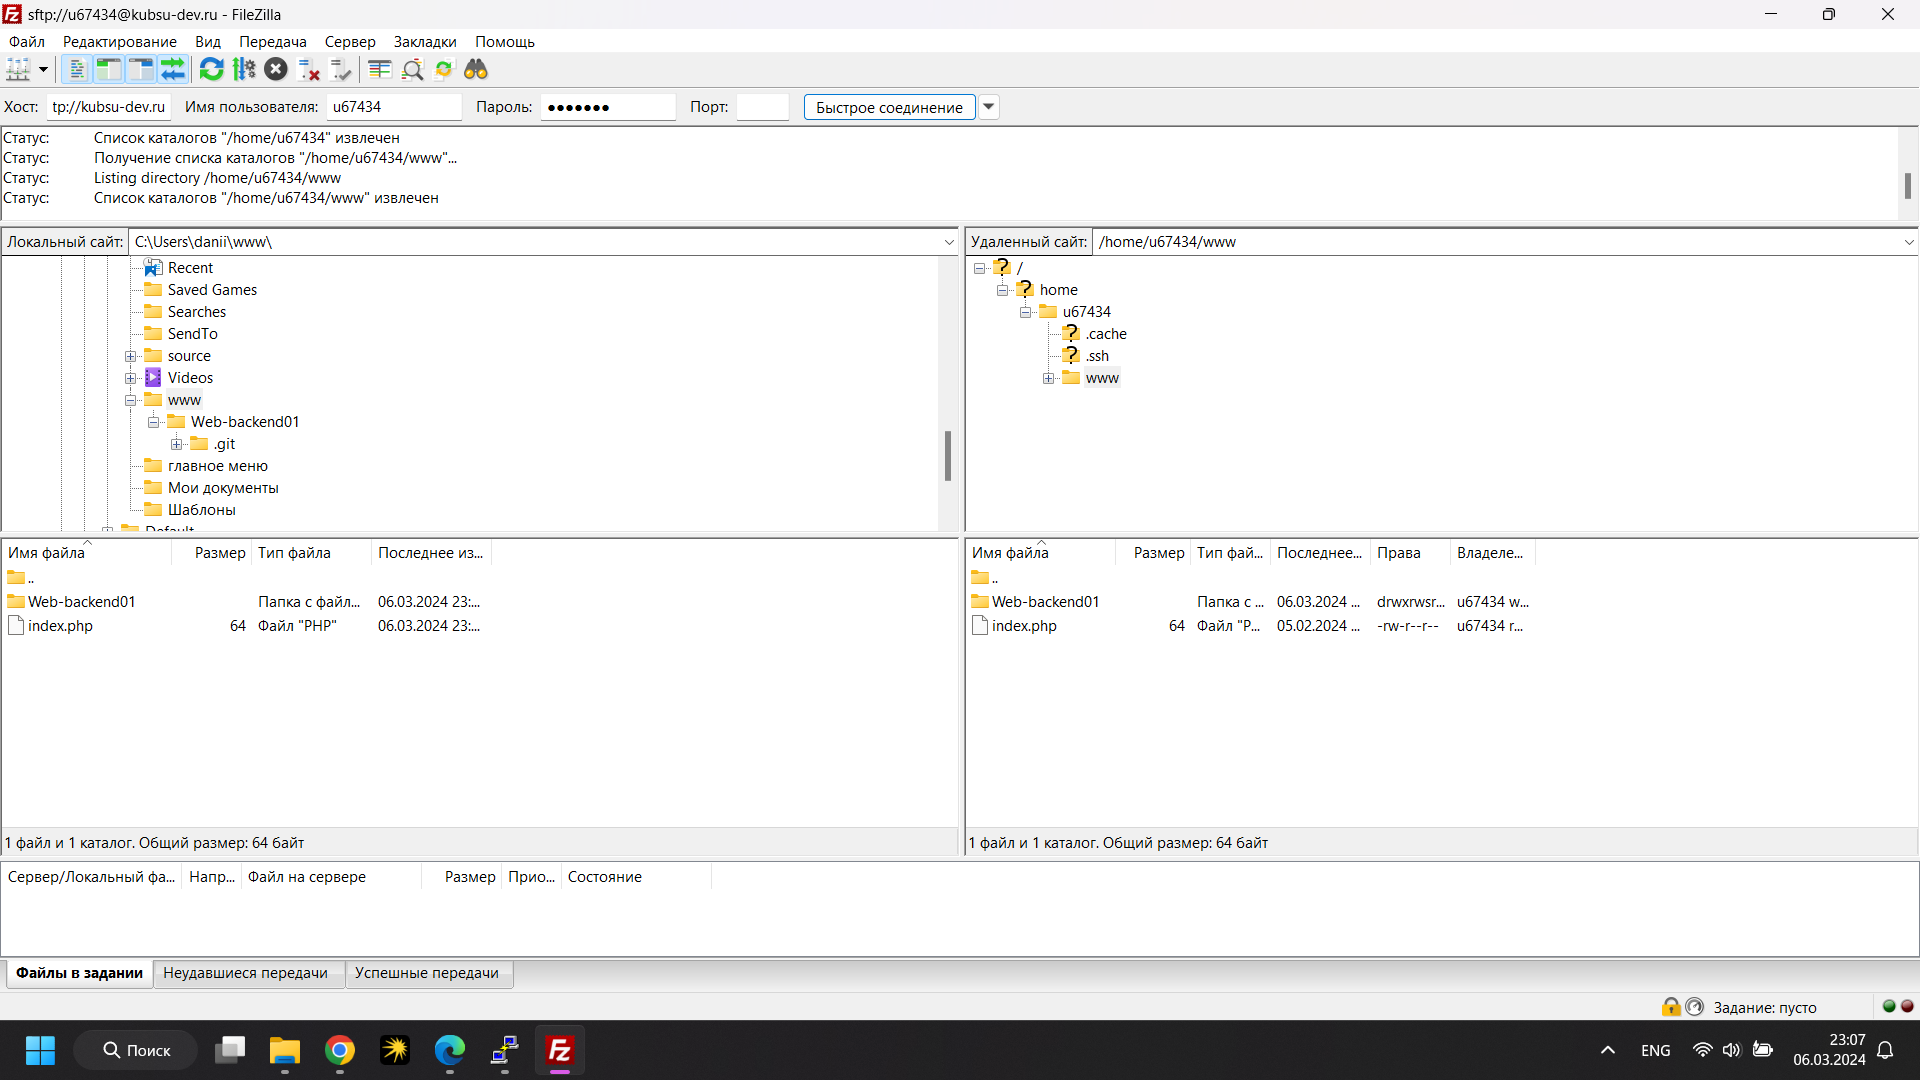 sftp://u67434@kubsu-dev.ru - FileZilla
Файл Редактирование Вид Передача Сервер Закладки Помощь
Хост: tp://kubsu-dev.ru Имя пользователя: u67434 Пароль: ●●●●●●● Порт: Быстрое соединение
Статус: Список каталогов "/home/u67434" извлечен
Статус: Получение списка каталогов "/home/u67434/www"...
Статус: Listing directory /home/u67434/www
Статус: Список каталогов "/home/u67434/www" извлечен
Локальный сайт: C:\Users\danii\www\
Recent
Saved Games
Searches
SendTo
source
Videos
www
Web-backend01
.git
главное меню
Мои документы
Шаблоны
Default
Удаленный сайт: /home/u67434/www
/
home
u67434
.cache
.ssh
www
Имя файла Размер Тип файла Последнее из...
..
Web-backend01 Папка с файл... 06.03.2024 23:...
index.php 64 Файл "PHP" 06.03.2024 23:...
1 файл и 1 каталог. Общий размер: 64 байт
Имя файла Размер Тип фай... Последнее... Права Владеле...
..
Web-backend01 Папка с ... 06.03.2024 ... drwxrwsr... u67434 w...
index.php 64 Файл "P... 05.02.2024 ... -rw-r--r-- u67434 r...
1 файл и 1 каталог. Общий размер: 64 байт
Сервер/Локальный фа... Напр... Файл на сервере Размер Прио... Состояние
Файлы в задании Неудавшиеся передачи Успешные передачи
Задание: пусто
Поиск
ENG
23:07
06.03.2024